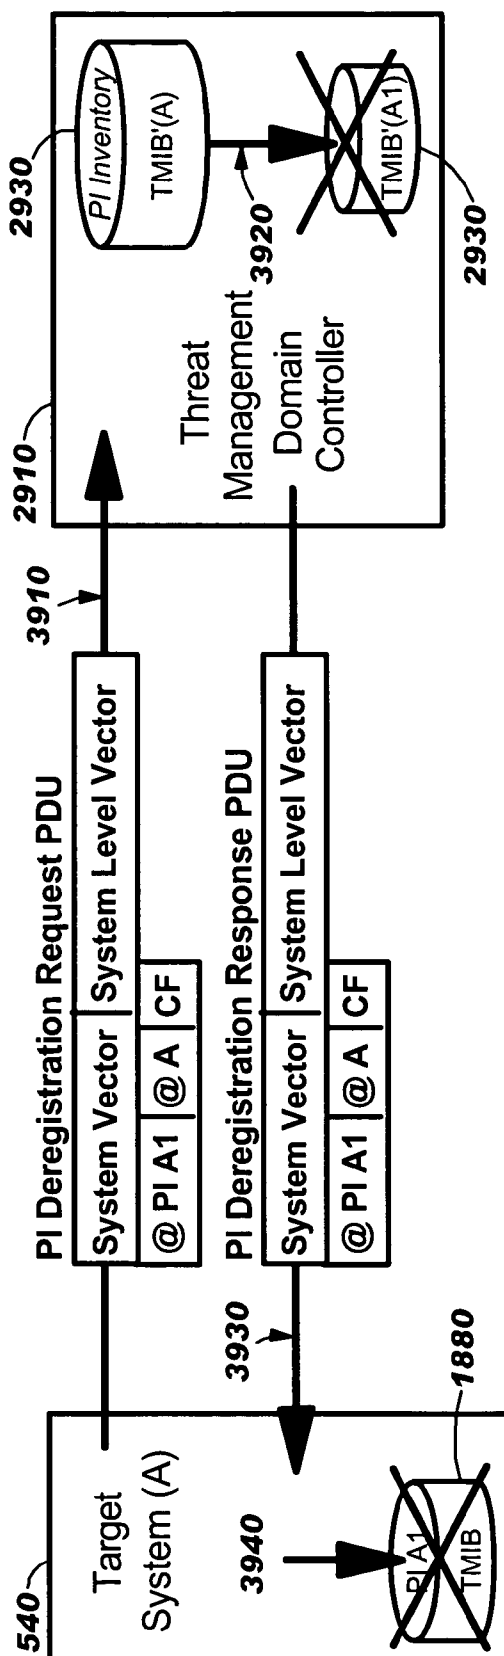 540
Target
System (A)
3940
PI A1
TMIB
1880
PI Deregistration Request PDU
System Vector | System Level Vector
@ PI A1 | @ A | CF
3910
PI Deregistration Response PDU
System Vector | System Level Vector
@ PI A1 | @ A | CF
3930
2910
Threat
Management
Domain
Controller
2930
PI Inventory
TMIB'(A)
3920
TMIB'(A1)
2930